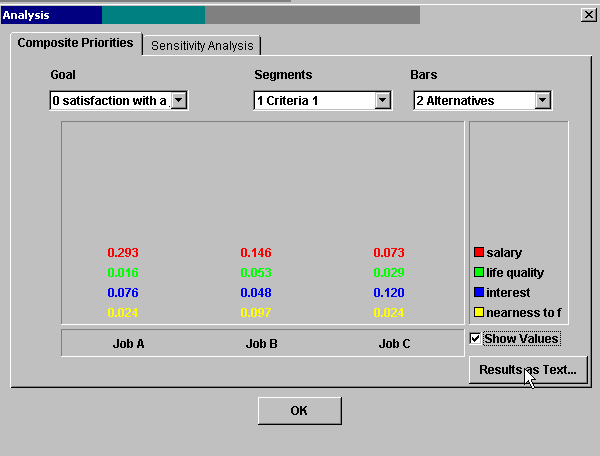 Analysis
Composite Priorities Sensitivity Analysis
Goal Segments Bars
0 satisfaction with a 1 Criteria 1 2 Alternatives
0.293 0.146 0.073 salary
0.016 0.053 0.029 life quality
0.076 0.048 0.120 interest
0.024 0.097 0.024 nearness to f
Job A Job B Job C Show Values
Results as Text...
OK